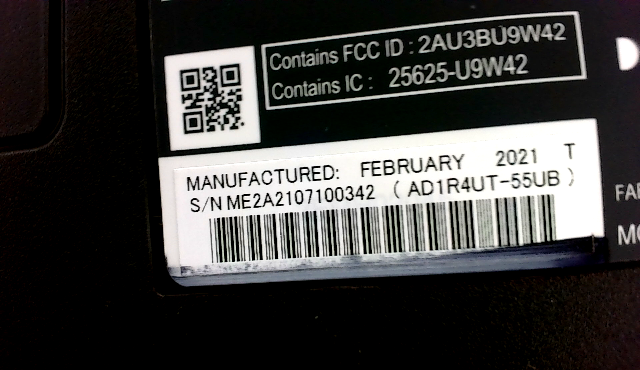 Contains FCC ID : 2AU3BU9W42
Contains IC : 25625-U9W42
MANUFACTURED: FEBRUARY 2021 T
S/N ME2A2107100342 ( AD1R4UT-55UB )